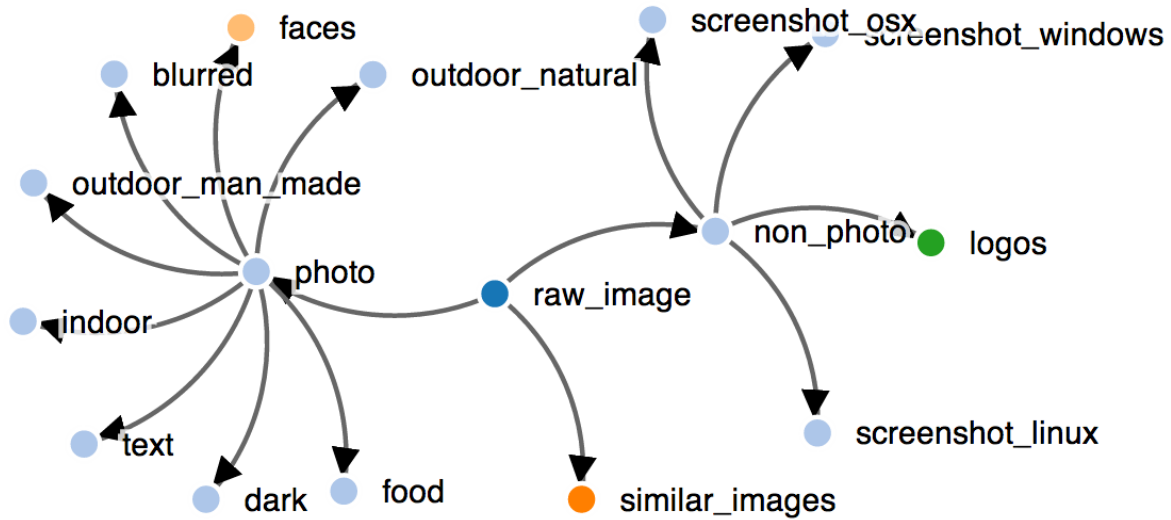 faces
screenshot_osx
screenshot_windows
blurred
outdoor_natural
outdoor_man_made
non_photo
logos
photo
raw_image
indoor
text
screenshot_linux
dark
food
similar_images